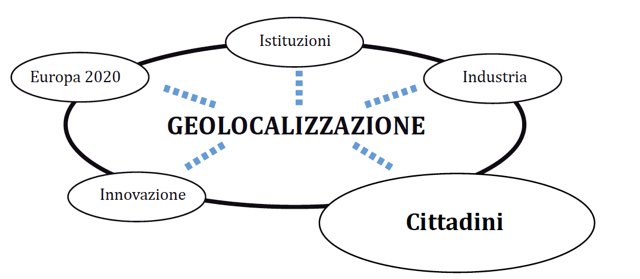 Istituzioni
Europa 2020
Industria
GEOLOCALIZZAZIONE
Innovazione
Cittadini